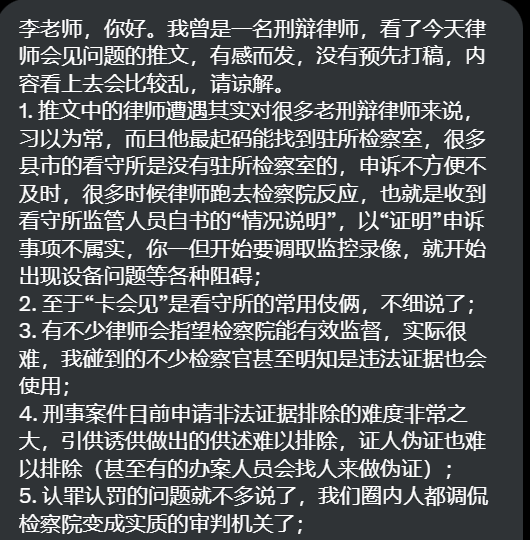 李老师，你好。我曾是一名刑辩律师，看了今天律
师会见问题的推文，有感而发，没有预先打稿，内
容看上去会比较乱，请谅解。
1. 推文中的律师遭遇其实对很多老刑辩律师来说，
习以为常，而且他最起码能找到驻所检察室，很多
县市的看守所是没有驻所检察室的，申诉不方便不
及时，很多时候律师跑去检察院反应，也就是收到
看守所监管人员自书的“情况说明”，以“证明”申诉
事项不属实，你一但开始要调取监控录像，就开始
出现设备问题等各种阻碍；
2. 至于“卡会见”是看守所的常用伎俩，不细说了；
3. 有不少律师会指望检察院能有效监督，实际很
难，我碰到的不少检察官甚至明知是违法证据也会
使用；
4. 刑事案件目前申请非法证据排除的难度非常之
大，引供诱供做出的供述难以排除，证人伪证也难
以排除（甚至有的办案人员会找人来做伪证）；
5. 认罪认罚的问题就不多说了，我们圈内人都调侃
检察院变成实质的审判机关了；